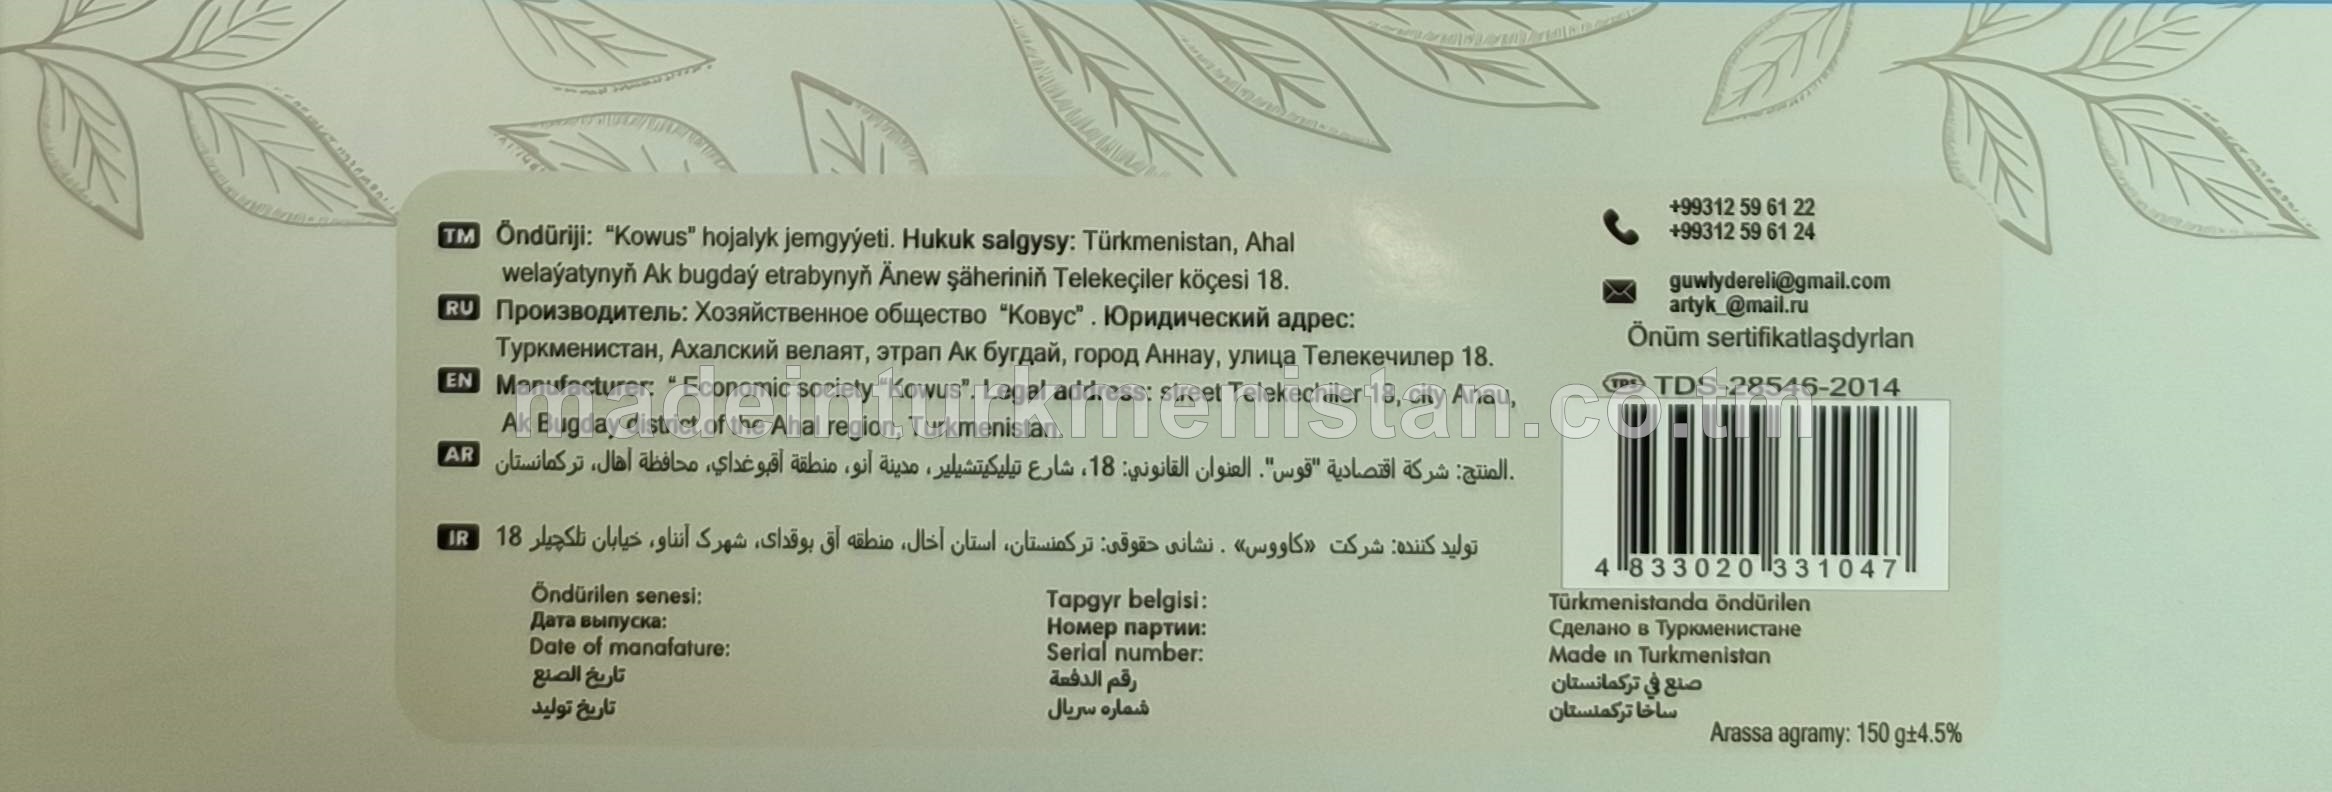 TM Öndüriji: “Kowus” hojalyk jemgyýeti. Hukuk salgysy: Türkmenistan, Ahal
welaýatynyň Ak bugdaý etrabynyň Änew şäheriniň Telekeçiler köçesi 18.
RU Производитель: Хозяйственное общество “Ковус” . Юридический адрес:
Туркменистан, Ахалский велаят, этрап Ак бугдай, город Аннау, улица Телекечилер 18.
EN Manufacturer: “ Economic society “Kowus”. Legal address: street Telekechiler 18, city Anau,
Ak Bugday district of the Ahal region, Turkmenistan.
AR المنتج: شركة اقتصادية "قوس". العنوان القانوني: 18، شارع تيليكيتشيلير، مدينة آنو، منطقة آقبوغداي، محافظة آهال، تركمانستان.
IR تولید کننده: شرکت «کاووس» . نشانی حقوقی: ترکمنستان، استان آخال، منطقه آق بوقدای، شهرک آنناو، خیابان تلکچیلر 18
Öndürilen senesi:
Дата выпуска:
Date of manafature:
تاريخ الصنع
تاریخ تولید
Tapgyr belgisi:
Номер партии:
Serial number:
رقم الدفعة
شماره سریال
+99312 59 61 22
+99312 59 61 24
guwlydereli@gmail.com
artyk_@mail.ru
Önüm sertifikatlaşdyrlan
TDS TDS-28546-2014
4 833020 331047
Türkmenistanda öndürilen
Сделано в Туркменистане
Made in Turkmenistan
صنع في تركمانستان
ساخا ترکمنستان
Arassa agramy: 150 g±4.5%
madeinturkmenistan.co.tm